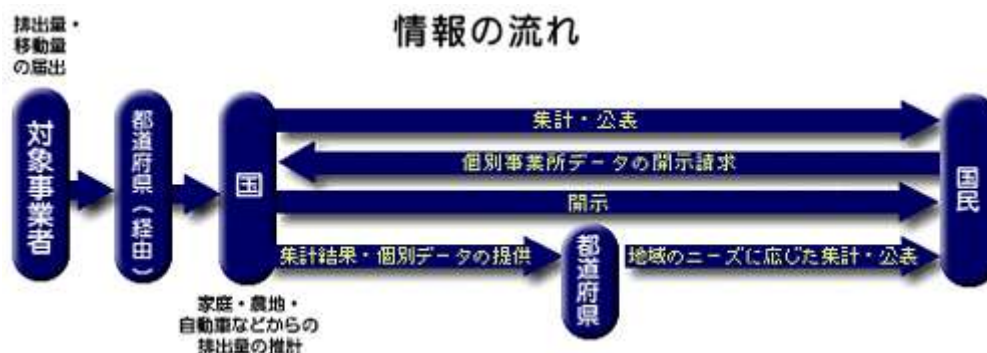 情報の流れ
排出量・
移動量
の届出
対象事業者
都道府県（経由）
国
集計・公表
個別事業所データの開示請求
開示
集計結果・個別データの提供
都道府県
地域のニーズに応じた集計・公表
国民
家庭・農地・
自動車などからの
排出量の推計